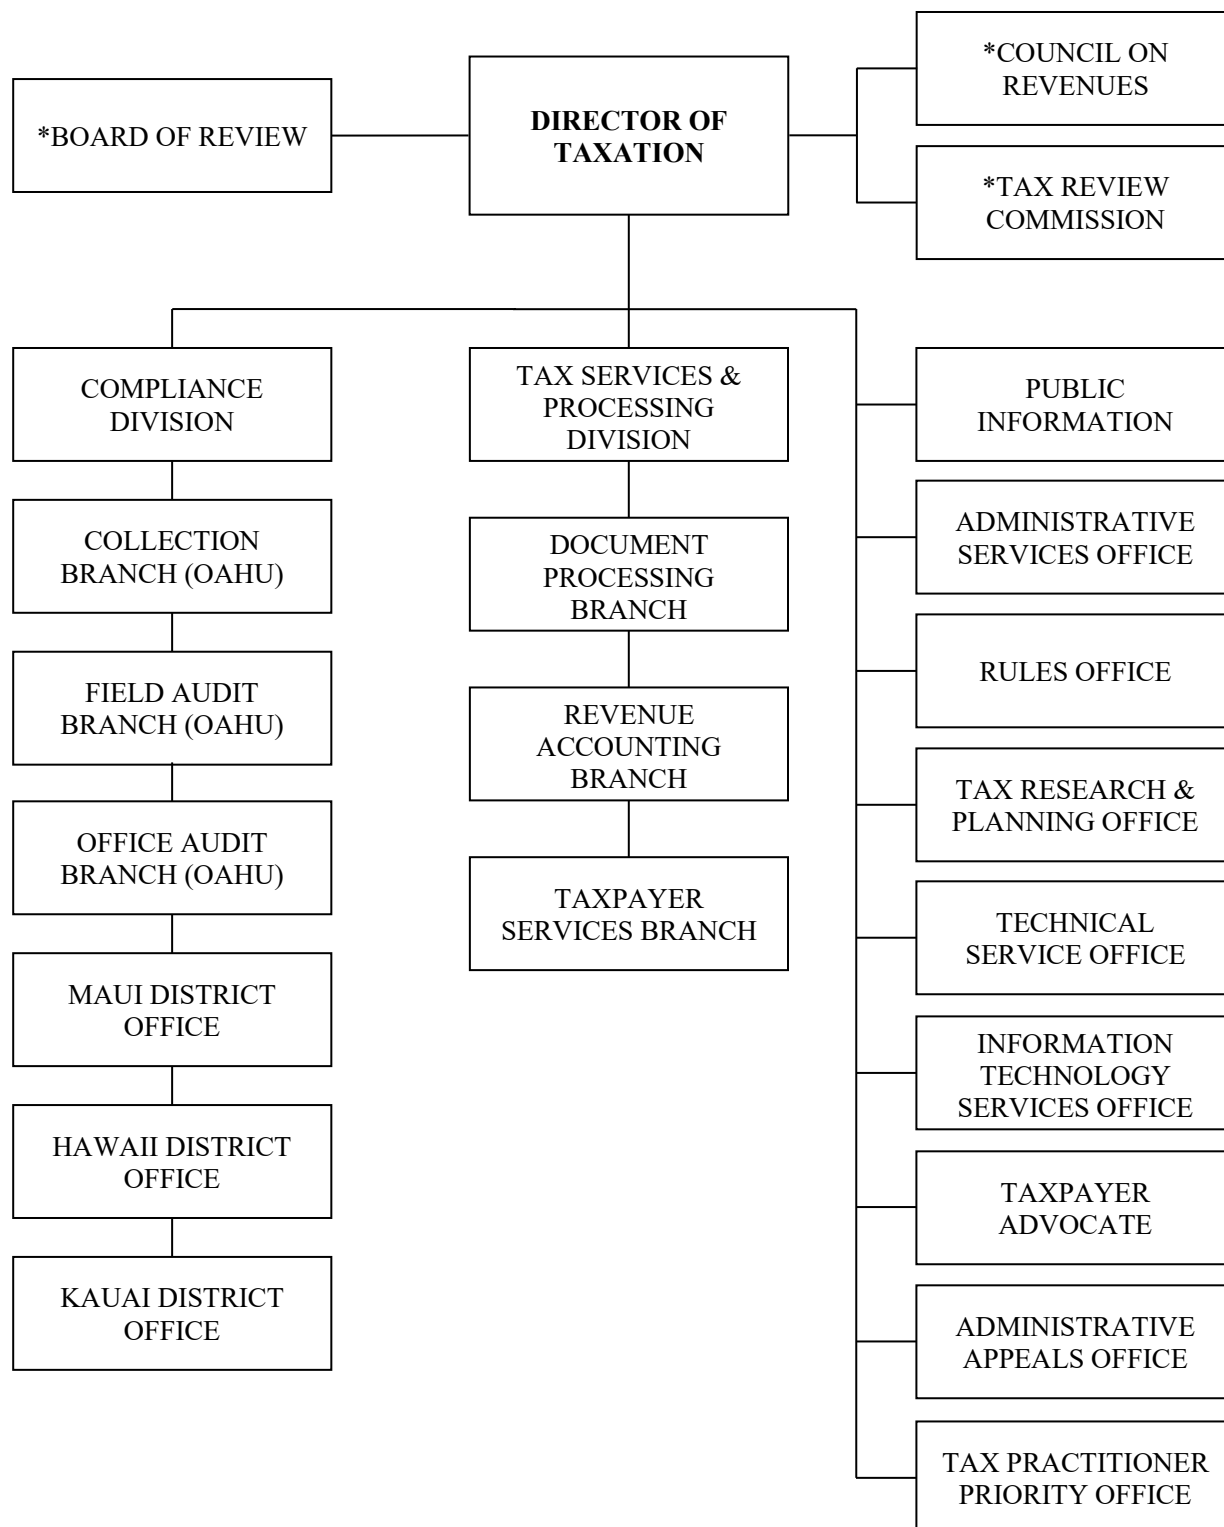 *COUNCIL ON
REVENUES
*BOARD OF REVIEW
DIRECTOR OF
TAXATION
*TAX REVIEW
COMMISSION
COMPLIANCE
DIVISION
COLLECTION
BRANCH (OAHU)
FIELD AUDIT
BRANCH (OAHU)
OFFICE AUDIT
BRANCH (OAHU)
MAUI DISTRICT
OFFICE
HAWAII DISTRICT
OFFICE
KAUAI DISTRICT
OFFICE
TAX SERVICES &
PROCESSING
DIVISION
DOCUMENT
PROCESSING
BRANCH
REVENUE
ACCOUNTING
BRANCH
TAXPAYER
SERVICES BRANCH
PUBLIC
INFORMATION
ADMINISTRATIVE
SERVICES OFFICE
RULES OFFICE
TAX RESEARCH &
PLANNING OFFICE
TECHNICAL
SERVICE OFFICE
INFORMATION
TECHNOLOGY
SERVICES OFFICE
TAXPAYER
ADVOCATE
ADMINISTRATIVE
APPEALS OFFICE
TAX PRACTITIONER
PRIORITY OFFICE